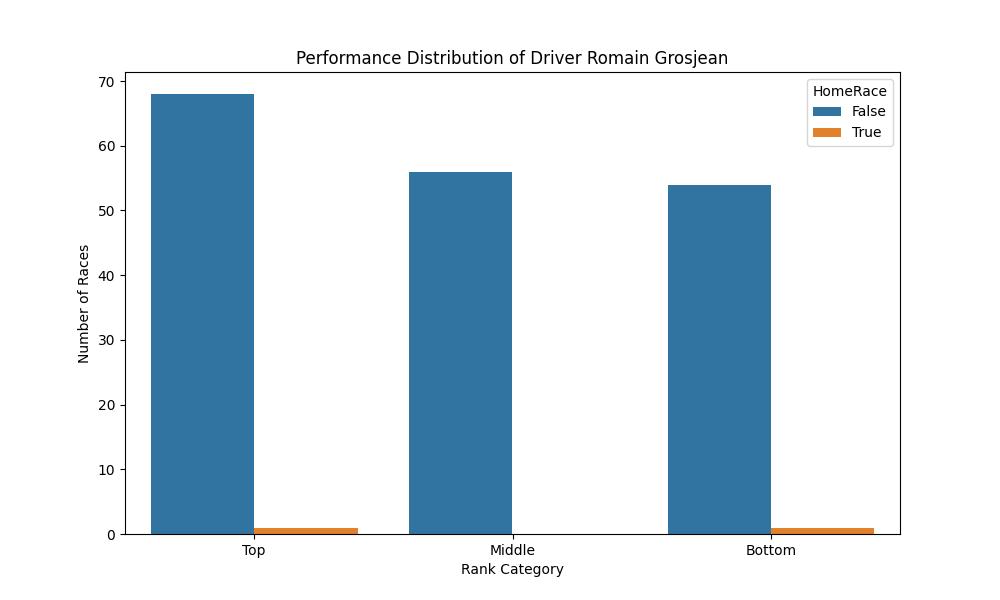 Performance Distribution of Driver Romain Grosjean
HomeRace
False
True
Number of Races
70
60
50
40
30
20
10
0
Top Middle Bottom
Rank Category